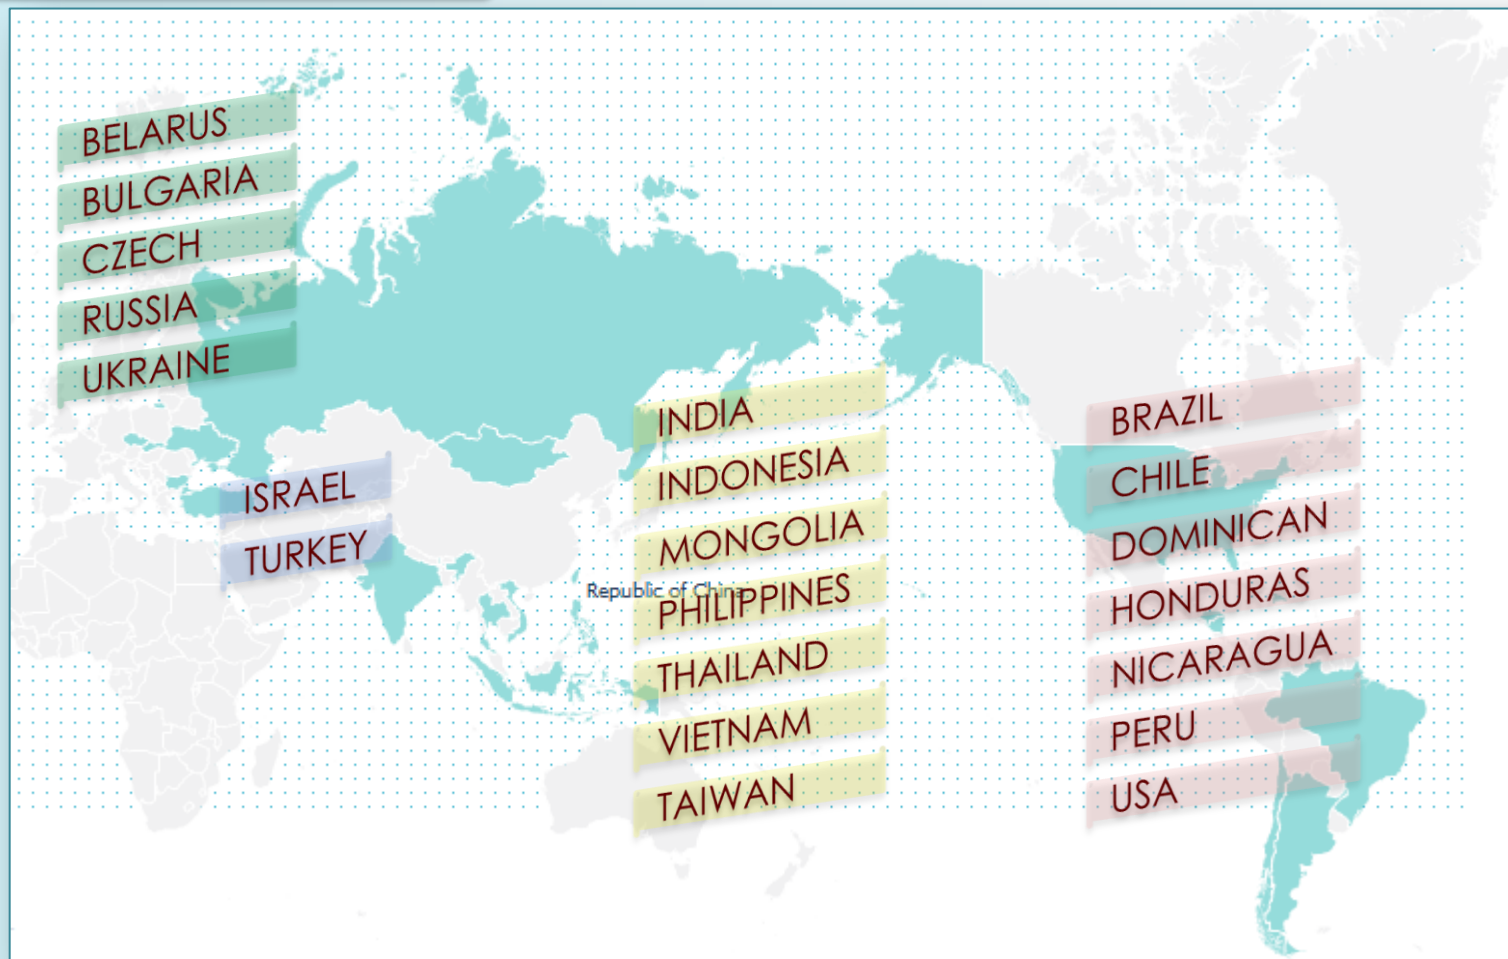 BELARUS
BULGARIA
CZECH
RUSSIA
UKRAINE
ISRAEL
TURKEY
INDIA
INDONESIA
MONGOLIA
Republic of China
PHILIPPINES
THAILAND
VIETNAM
TAIWAN
BRAZIL
CHILE
DOMINICAN
HONDURAS
NICARAGUA
PERU
USA